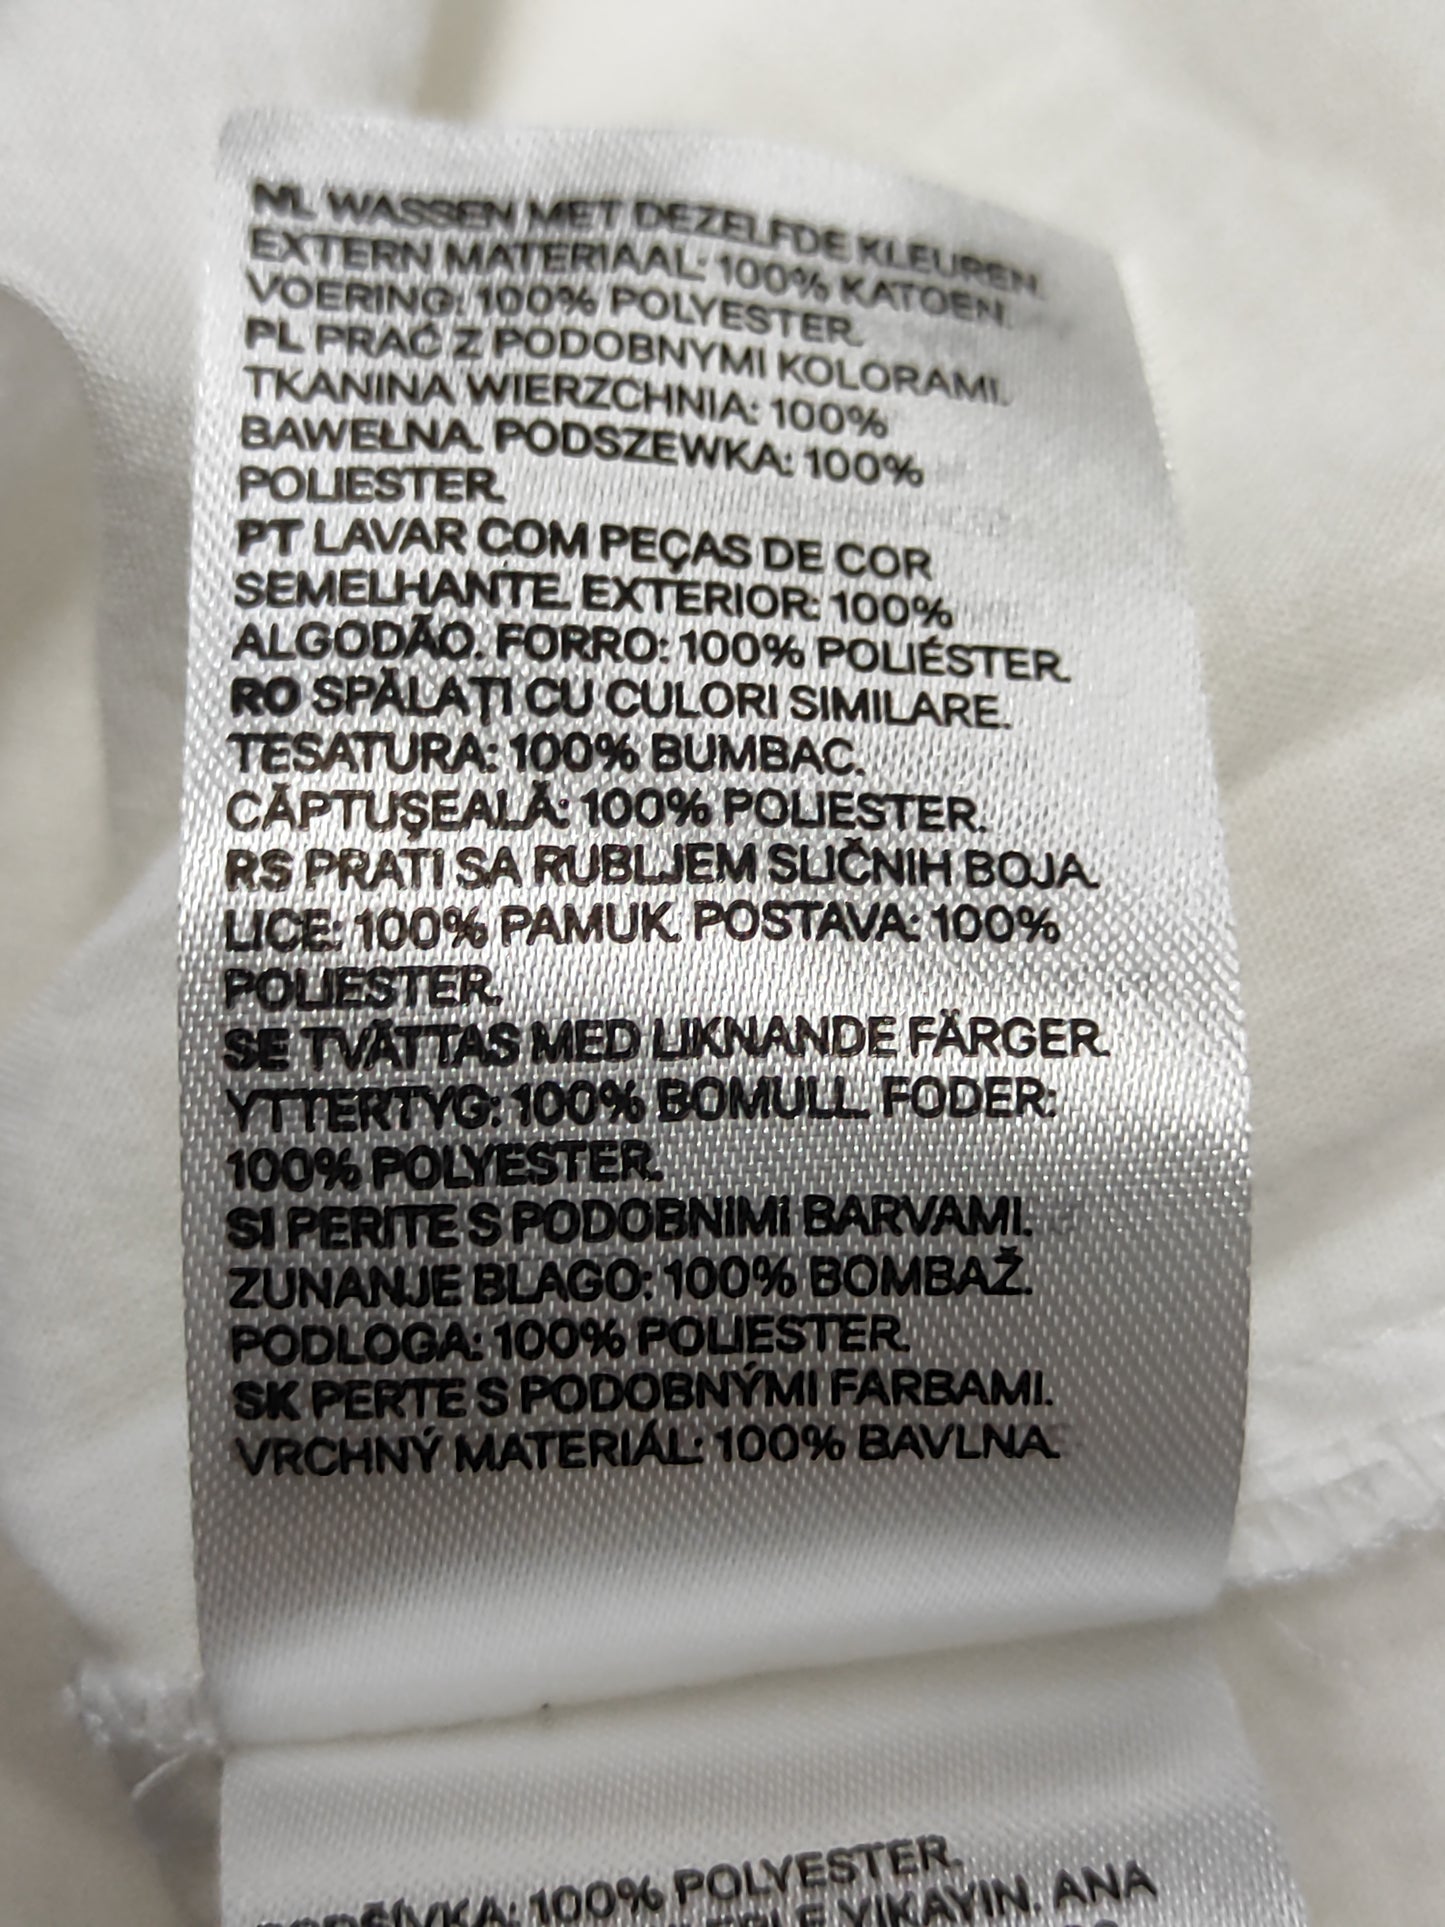 NL WASSEN MET DEZELFDE KLEUREN.
EXTERN MATERIAAL: 100% KATOEN.
VOERING: 100% POLYESTER.
PL PRAĆ Z PODOBNYMI KOLORAMI.
TKANINA WIERZCHNIA: 100%
BAWEŁNA. PODSZEWKA: 100%
POLIESTER.
PT LAVAR COM PEÇAS DE COR
SEMELHANTE. EXTERIOR: 100%
ALGODÃO. FORRO: 100% POLIÉSTER.
RO SPĂLAȚI CU CULORI SIMILARE.
TESATURA: 100% BUMBAC.
CĂPTUȘEALĂ: 100% POLIESTER.
RS PRATI SA RUBLJEM SLIČNIH BOJA.
LICE: 100% PAMUK. POSTAVA: 100%
POLIESTER.
SE TVÄTTAS MED LIKNANDE FÄRGER.
YTTERTYG: 100% BOMULL. FODER:
100% POLYESTER.
SI PERITE S PODOBNIMI BARVAMI.
ZUNANJE BLAGO: 100% BOMBAŽ.
PODLOGA: 100% POLIESTER.
SK PERTE S PODOBNÝMI FARBAMI.
VRCHNÝ MATERIÁL: 100% BAVLNA.
100% POLYESTER.
YIKAYIN. ANA